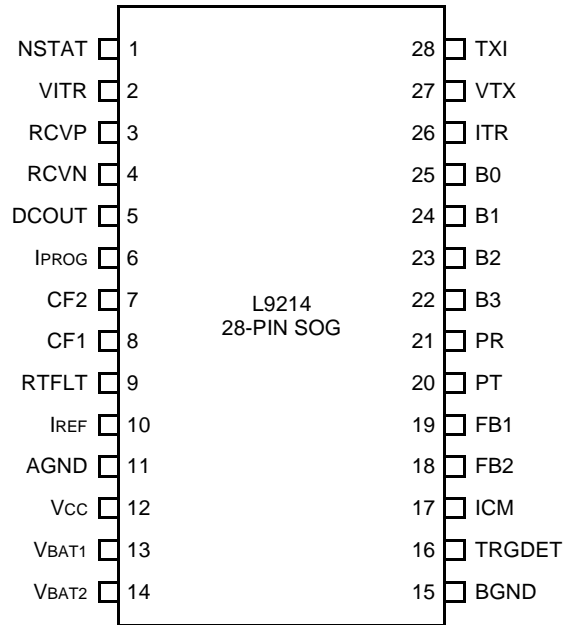 NSTAT 1 28 TXI
VITR 2 27 VTX
RCVP 3 26 ITR
RCVN 4 25 B0
DCOUT 5 24 B1
IPROG 6 23 B2
CF2 7 22 B3
L9214
28-PIN SOG
CF1 8 21 PR
RTFLT 9 20 PT
IREF 10 19 FB1
AGND 11 18 FB2
VCC 12 17 ICM
VBAT1 13 16 TRGDET
VBAT2 14 15 BGND